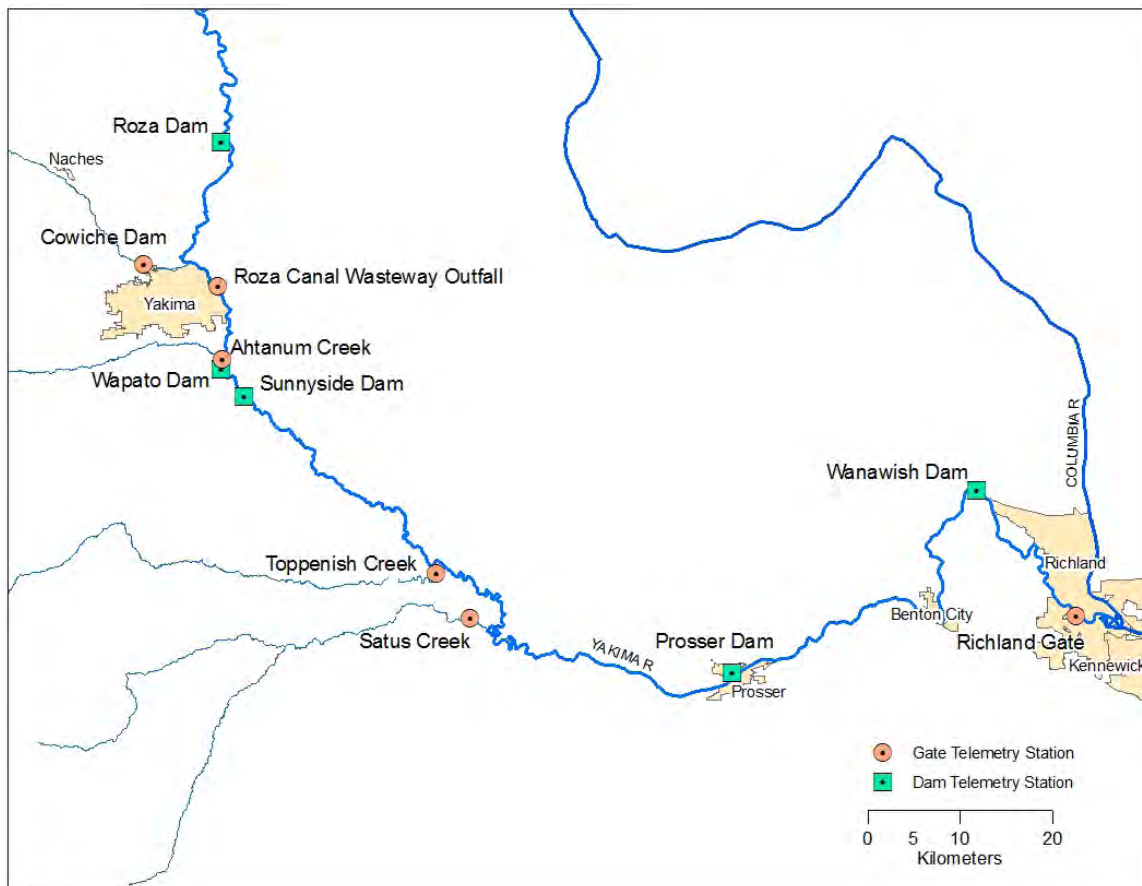 Roza Dam
Naches
Cowiche Dam
Roza Canal Wasteway Outfall
Yakima
Ahtanum Creek
Wapato Dam
Sunnyside Dam
COLUMBIA R
Wanawish Dam
Toppenish Creek
Richland
Satus Creek
Benton City
Prosser Dam
YAKIMA R
Richland Gate
Kennewick
Prosser
Gate Telemetry Station
Dam Telemetry Station
0 5 10 20
Kilometers